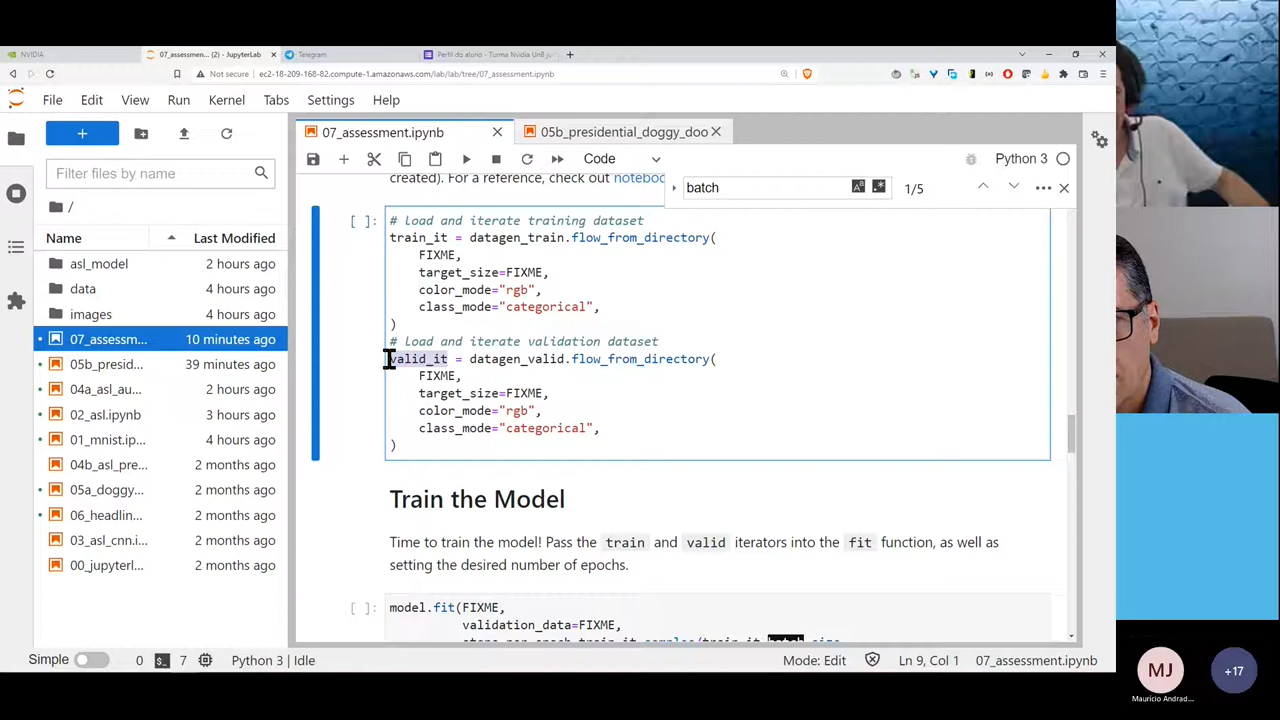 NVIDIA
07_assessmen... (2) - JupyterLab
Telegram
Perfil do aluno - Turma Nvidia UnB ju
Not secure
ec2-18-209-168-82.compute-1.amazonaws.com/lab/lab/tree/07_assessment.ipynb
File Edit View Run Kernel Tabs Settings Help
07_assessment.ipynb
05b_presidential_doggy_doo
Code
Python 3
Filter files by name
created). For a reference, check out notebo
batch
1/5
/
Name
Last Modified
asl_model 2 hours ago
data 4 hours ago
images 4 hours ago
07_assessm... 10 minutes ago
05b_presid... 39 minutes ago
04a_asl_au... 2 hours ago
02_asl.ipynb 3 hours ago
01_mnist.ip... 4 hours ago
04b_asl_pre... 2 months ago
05a_doggy... 2 months ago
06_headlin... 2 months ago
03_asl_cnn.i... 2 months ago
00_jupyterl... 2 months ago
[ ]: # load and iterate training dataset
train_it = datagen_train.flow_from_directory(
FIXME,
target_size=FIXME,
color_mode="rgb",
class_mode="categorical",
)
# load and iterate validation dataset
valid_it = datagen_valid.flow_from_directory(
FIXME,
target_size=FIXME,
color_mode="rgb",
class_mode="categorical",
)
Train the Model
Time to train the model! Pass the train and valid iterators into the fit function, as well as
setting the desired number of epochs.
[ ]: model.fit(FIXME,
validation_data=FIXME,
steps_per_epoch=train_it.samples/train_it.batch_size
Simple
0
7
Python 3 | Idle
Mode: Edit
Ln 9, Col 1
07_assessment.ipynb
MJ
Maurício Andrad...
+17